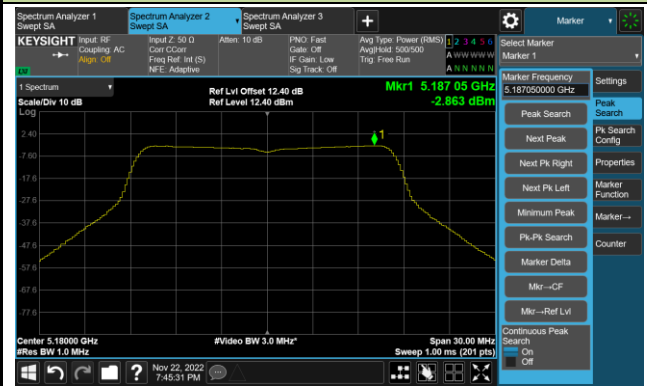 Spectrum Analyzer 1
Swept SA
Spectrum Analyzer 2
Swept SA
Spectrum Analyzer 3
Swept SA
+
Marker
KEYSIGHT
Input: RF
Coupling: AC
Align: Off
Input Z: 50 Ω
Corr CCorr
Freq Ref: Int (S)
NFE: Adaptive
Atten: 10 dB
PNO: Fast
Gate: Off
IF Gain: Low
Sig Track: Off
Avg Type: Power (RMS)
Avg|Hold: 500/500
Trig: Free Run
1 2 3 4 5 6
A W W W W W
A N N N N N
Select Marker
Marker 1
1 Spectrum
Scale/Div 10 dB
Log
Ref Lvl Offset 12.40 dB
Ref Level 12.40 dBm
Mkr1 5.187 05 GHz
-2.863 dBm
1
2.40
-7.60
-17.6
-27.6
-37.6
-47.6
-57.6
-67.6
-77.6
Center 5.18000 GHz
#Res BW 1.0 MHz
#Video BW 3.0 MHz*
Span 30.00 MHz
Sweep 1.00 ms (201 pts)
Marker Frequency
5.187050000 GHz
Peak Search
Next Peak
Next Pk Right
Next Pk Left
Minimum Peak
Pk-Pk Search
Marker Delta
Mkr→CF
Mkr→Ref Lvl
Continuous Peak
Search
On
Off
Settings
Peak
Search
Pk Search
Config
Properties
Marker
Function
Marker→
Counter
?
Nov 22, 2022
7:45:31 PM